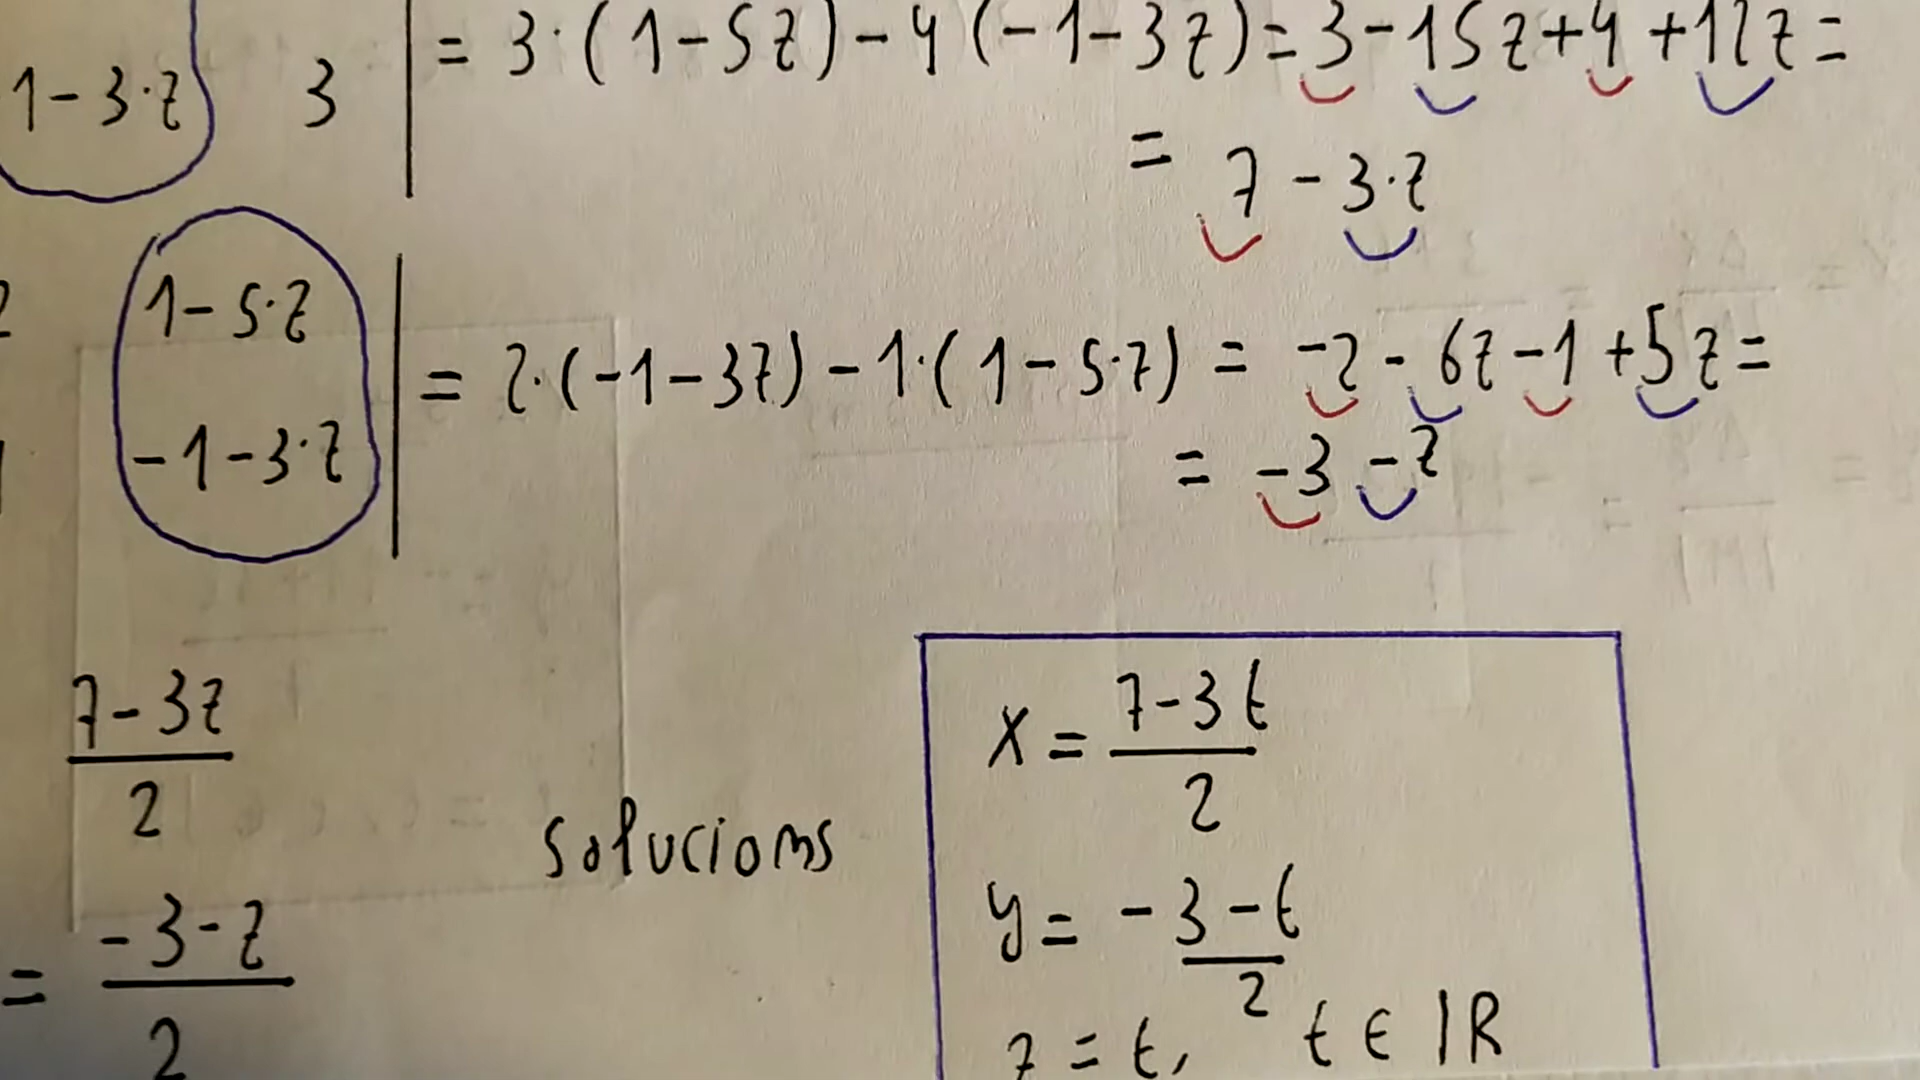 = 3·(1-5z)-4(-1-3z)=3-15z+4+12z=
1-3·z 3
= 7-3·z
1-5·z
= 2·(-1-3z)-1·(1-5·z) = -2-6z-1+5z=
-1-3·z
= -3-z
7-3z
2
x = 7-3t
2
solucions
= -3-z
2
y = -3-t
2
z = t, t ∈ IR